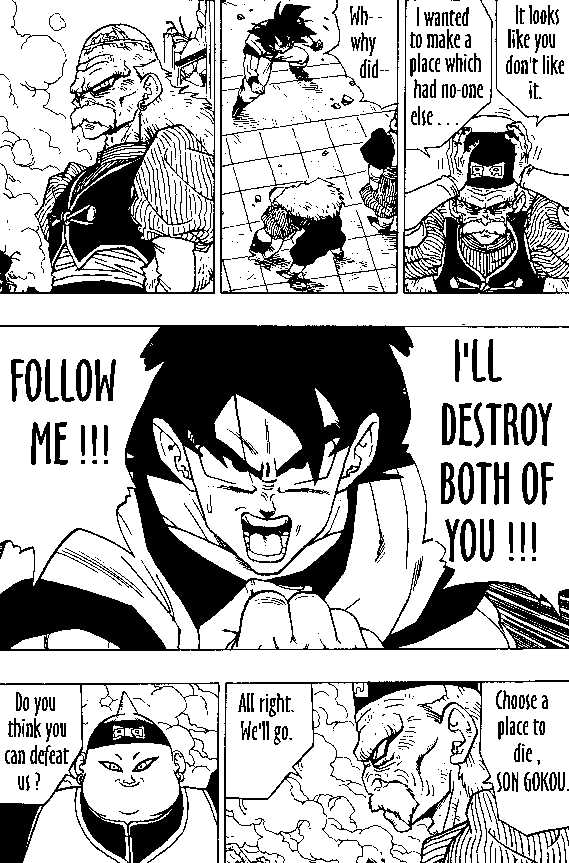 It looks
like you
don't like
it.
I wanted
to make a
place which
had no-one
else . . .
Wh--
why
did--
I'LL
DESTROY
BOTH OF
YOU !!!
FOLLOW
ME !!!
Choose a
place to
die ,
SON GOKOU.
All right.
We'll go.
Do you
think you
can defeat
us ?